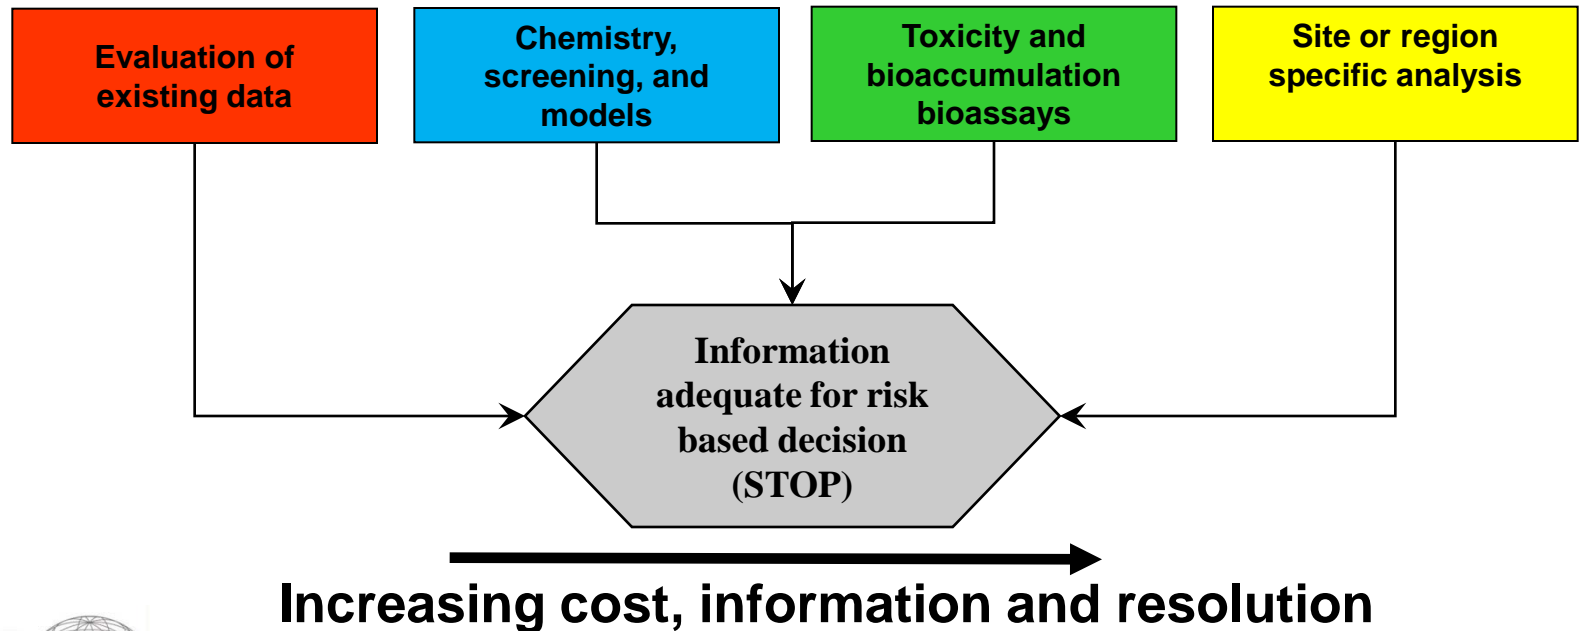 Evaluation of
existing data
Chemistry,
screening, and
models
Toxicity and
bioaccumulation
bioassays
Site or region
specific analysis
Information
adequate for risk
based decision
(STOP)
Increasing cost, information and resolution